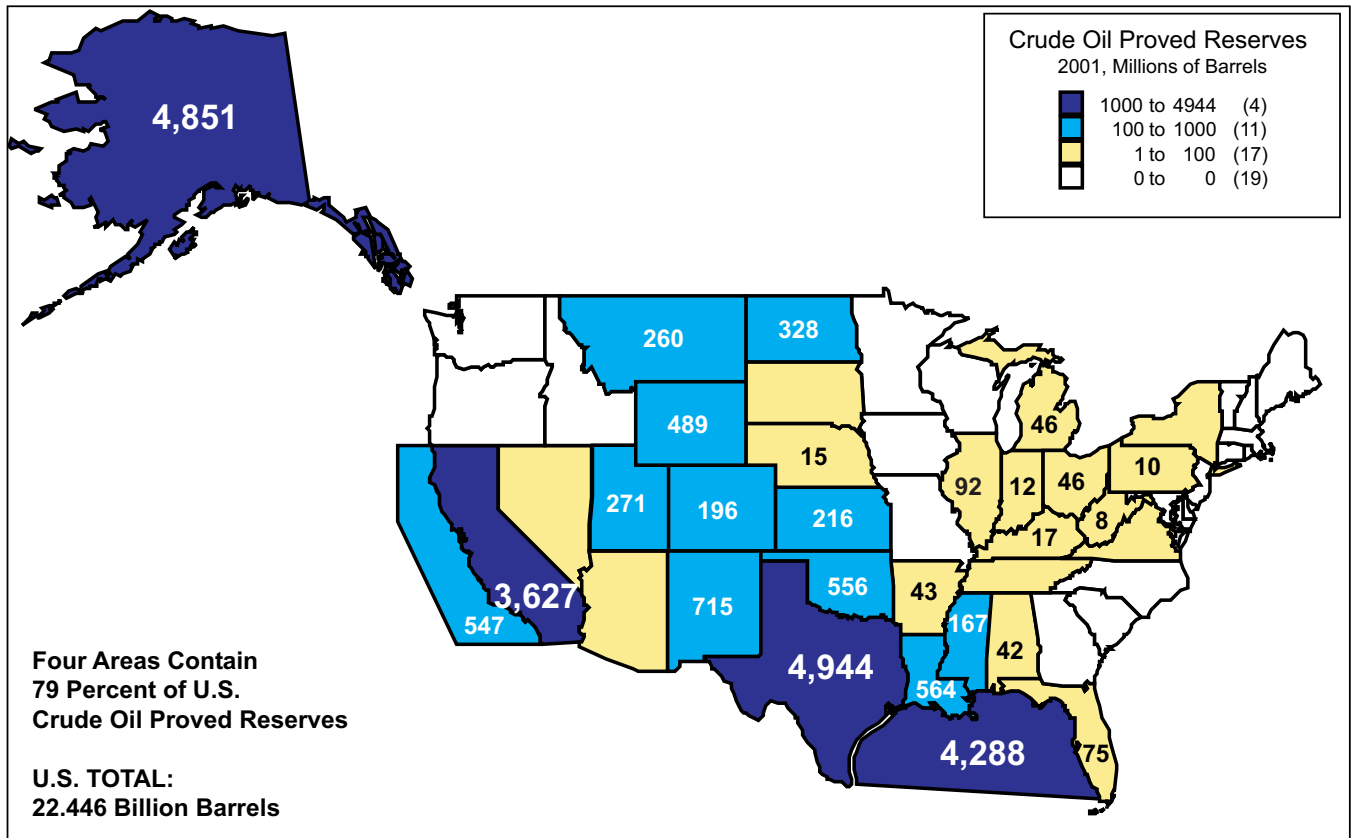 Crude Oil Proved Reserves
2001, Millions of Barrels
1000 to 4944 (4)
100 to 1000 (11)
1 to 100 (17)
0 to 0 (19)
4,851
260
328
489
46
15
271
196
216
92
12
46
10
8
17
3,627
547
715
556
43
167
42
4,944
564
4,288
75
Four Areas Contain
79 Percent of U.S.
Crude Oil Proved Reserves
U.S. TOTAL:
22.446 Billion Barrels